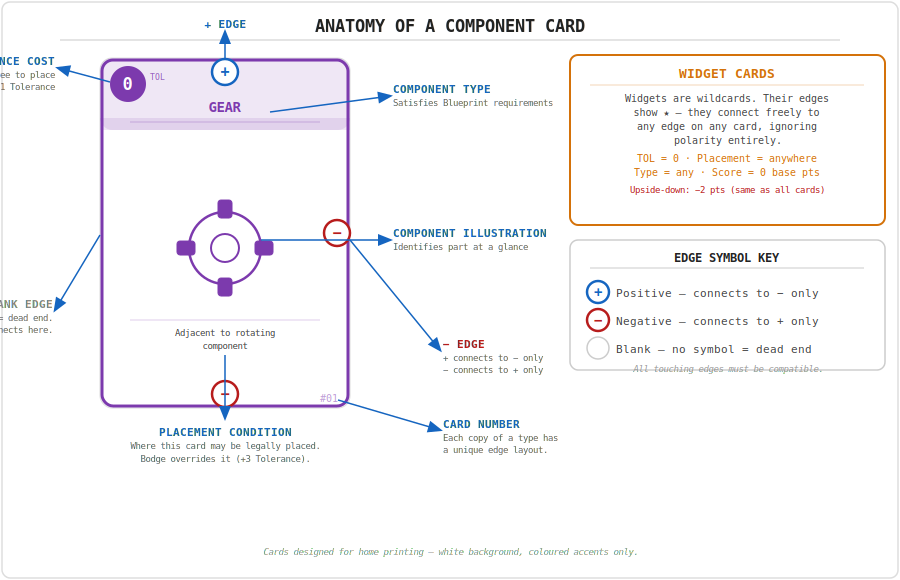 ANATOMY OF A COMPONENT CARD
+ EDGE
NCE COST
ee to place
1 Tolerance
0
TOL
+
GEAR
COMPONENT TYPE
Satisfies Blueprint requirements
−
COMPONENT ILLUSTRATION
Identifies part at a glance
ANK EDGE
= dead end.
nects here.
Adjacent to rotating
component
− EDGE
+ connects to − only
− connects to + only
−
#01
PLACEMENT CONDITION
Where this card may be legally placed.
Bodge overrides it (+3 Tolerance).
CARD NUMBER
Each copy of a type has
a unique edge layout.
WIDGET CARDS
Widgets are wildcards. Their edges
show ★ — they connect freely to
any edge on any card, ignoring
polarity entirely.
TOL = 0 · Placement = anywhere
Type = any · Score = 0 base pts
Upside-down: −2 pts (same as all cards)
EDGE SYMBOL KEY
+ Positive — connects to − only
− Negative — connects to + only
Blank — no symbol = dead end
All touching edges must be compatible.
Cards designed for home printing — white background, coloured accents only.